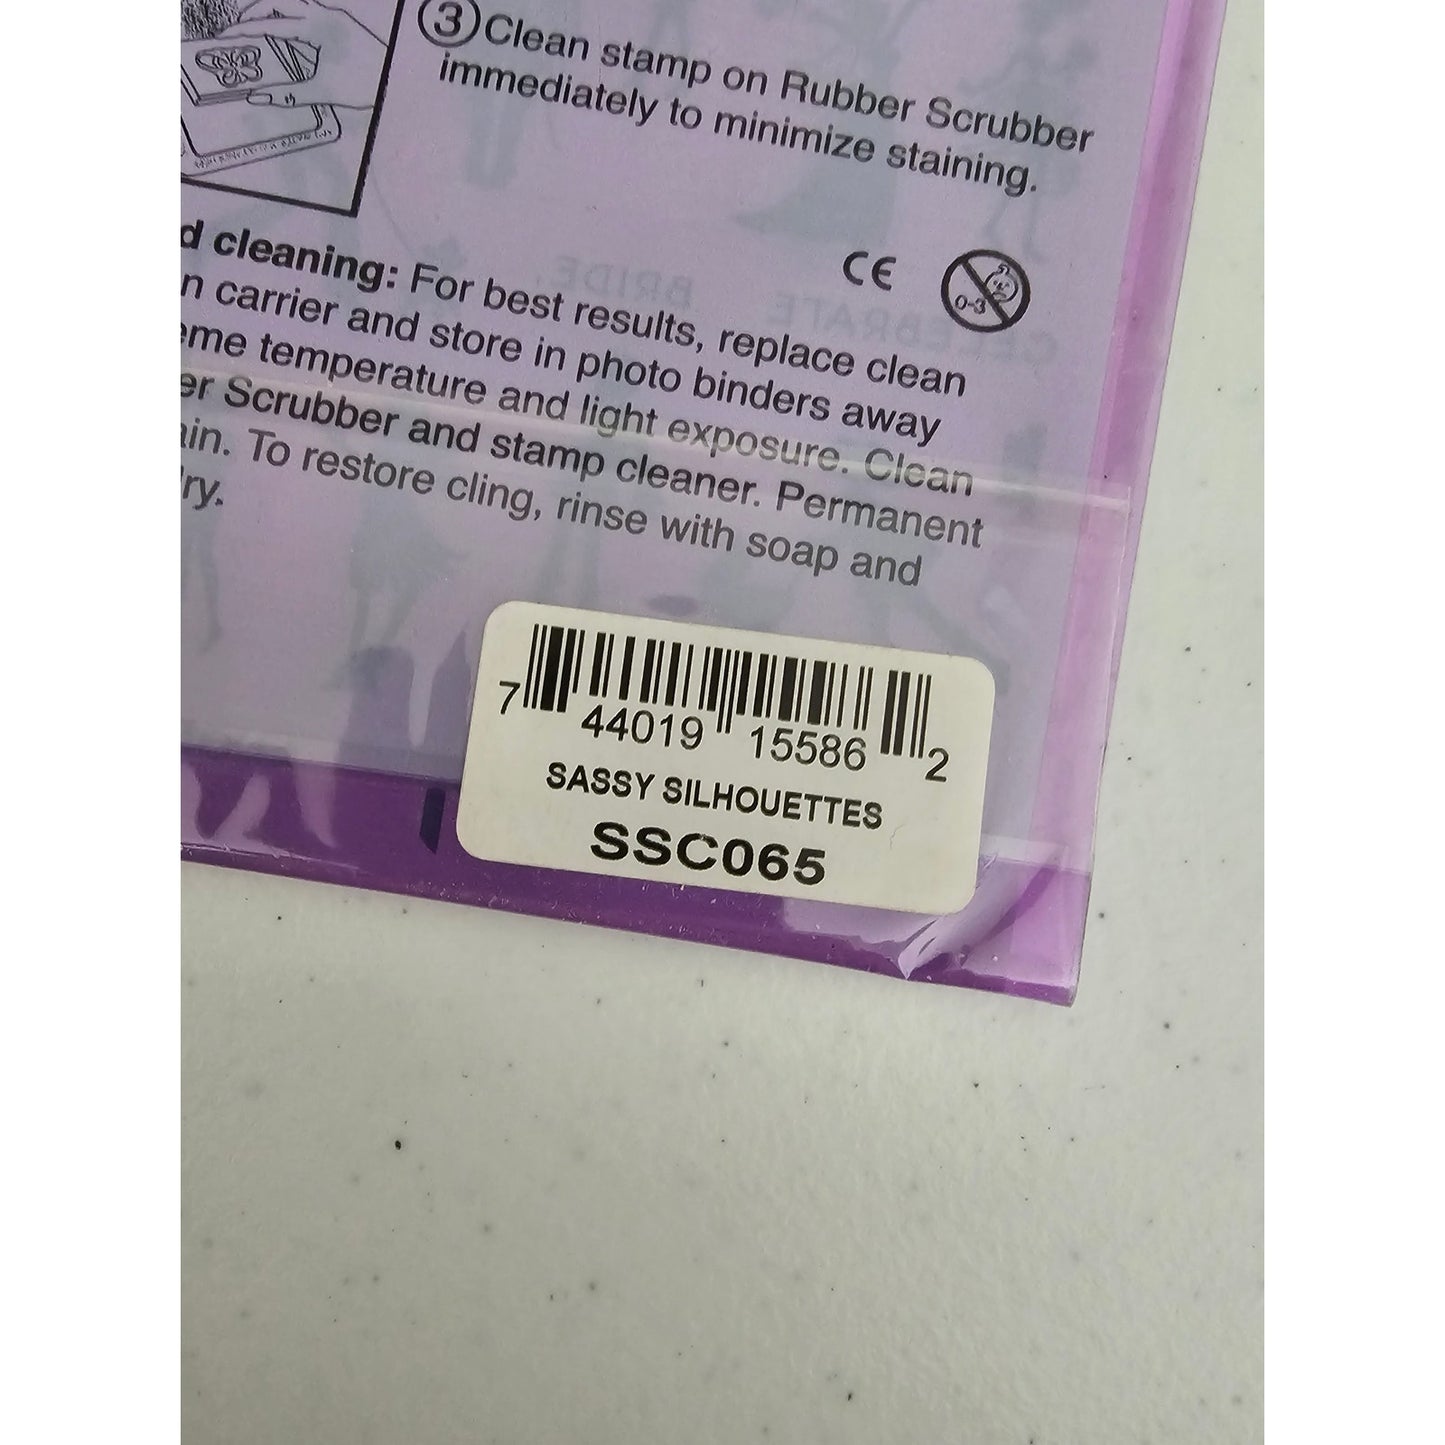 ③ Clean stamp on Rubber Scrubber
immediately to minimize staining.
CE
0-3
d cleaning: For best results, replace clean
n carrier and store in photo binders away
eme temperature and light exposure. Clean
er Scrubber and stamp cleaner. Permanent
ain. To restore cling, rinse with soap and
ry.
BRIDE
CELEBRATE
7 44019 15586 2
SASSY SILHOUETTES
SSC065